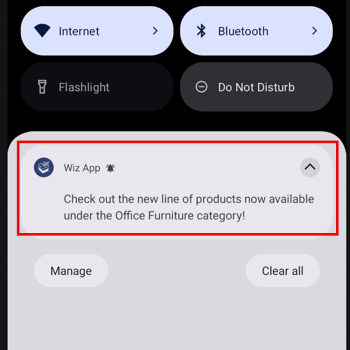 Internet
Bluetooth
Flashlight
Do Not Disturb
Wiz App
Check out the new line of products now available
under the Office Furniture category!
Manage
Clear all